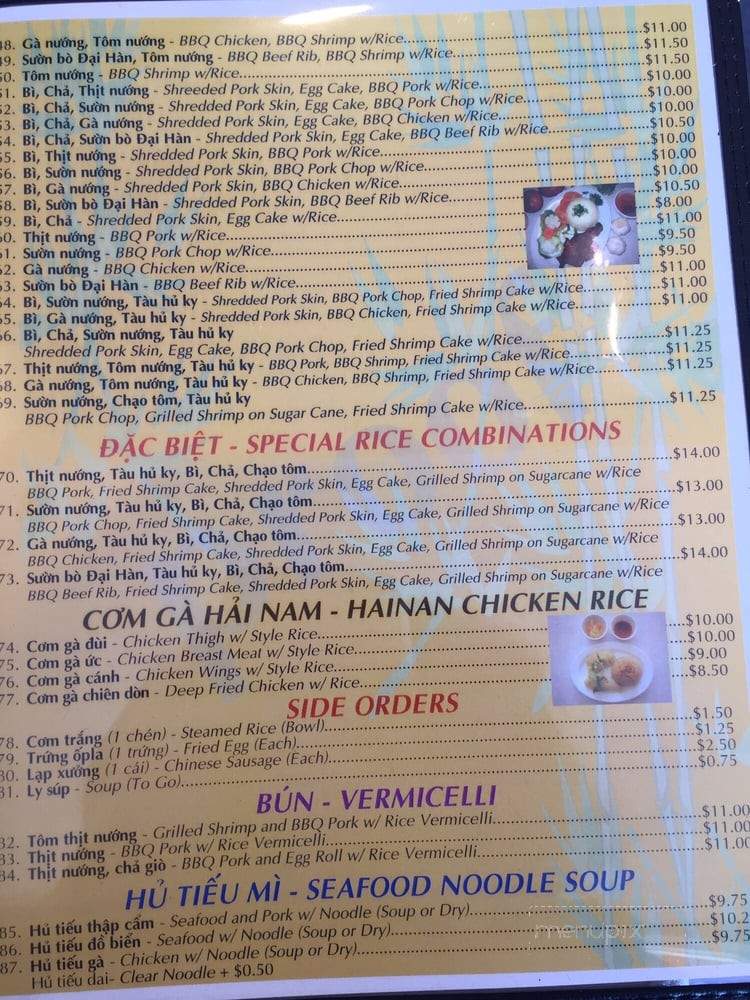 48. Gà nướng, Tôm nướng - BBQ Chicken, BBQ Shrimp w/Rice $11.00
49. Sườn bò Đại Hàn, Tôm nướng - BBQ Beef Rib, BBQ Shrimp w/Rice $11.50
50. Tôm nướng - BBQ Shrimp w/Rice $11.50
51. Bì, Chả, Thịt nướng - Shreeded Pork Skin, Egg Cake, BBQ Pork w/Rice $10.00
52. Bì, Chả, Sườn nướng - Shredded Pork Skin, Egg Cake, BBQ Pork Chop w/Rice $10.00
53. Bì, Chả, Gà nướng - Shredded Pork Skin, Egg Cake, BBQ Chicken w/Rice $10.00
54. Bì, Chả, Sườn bò Đại Hàn - Shredded Pork Skin, Egg Cake, BBQ Beef Rib w/Rice $10.50
55. Bì, Thịt nướng - Shredded Pork Skin, BBQ Pork w/Rice $10.00
56. Bì, Sườn nướng - Shredded Pork Skin, BBQ Pork Chop w/Rice $10.00
57. Bì, Gà nướng - Shredded Pork Skin, BBQ Chicken w/Rice $10.00
58. Bì, Sườn bò Đại Hàn - Shredded Pork Skin, BBQ Beef Rib w/Rice $10.50
59. Bì, Chả - Shredded Pork Skin, Egg Cake w/Rice $8.00
60. Thịt nướng - BBQ Pork w/Rice $11.00
61. Sườn nướng - BBQ Pork Chop w/Rice $9.50
62. Gà nướng - BBQ Chicken w/Rice $9.50
63. Sườn bò Đại Hàn - BBQ Beef Rib w/Rice $11.00
64. Bì, Sườn nướng, Tàu hủ ky - Shredded Pork Skin, BBQ Pork Chop, Fried Shrimp Cake w/Rice $11.00
65. Bì, Gà nướng, Tàu hủ ky - Shredded Pork Skin, BBQ Chicken, Fried Shrimp Cake w/Rice $11.00
66. Bì, Chả, Sườn nướng, Tàu hủ ky
Shredded Pork Skin, Egg Cake, BBQ Pork Chop, Fried Shrimp Cake w/Rice $11.25
67. Thịt nướng, Tôm nướng, Tàu hủ ky - BBQ Pork, BBQ Shrimp, Fried Shrimp Cake w/Rice $11.25
68. Gà nướng, Tôm nướng, Tàu hủ ky - BBQ Chicken, BBQ Shrimp, Fried Shrimp Cake w/Rice $11.25
69. Sườn nướng, Chạo tôm, Tàu hủ ky
BBQ Pork Chop, Grilled Shrimp on Sugar Cane, Fried Shrimp Cake w/Rice $11.25
ĐẶC BIỆT - SPECIAL RICE COMBINATIONS
70. Thịt nướng, Tàu hủ ky, Bì, Chả, Chạo tôm $14.00
BBQ Pork, Fried Shrimp Cake, Shredded Pork Skin, Egg Cake, Grilled Shrimp on Sugarcane w/Rice
71. Sườn nướng, Tàu hủ ky, Bì, Chả, Chạo tôm $13.00
BBQ Pork Chop, Fried Shrimp Cake, Shredded Pork Skin, Egg Cake, Grilled Shrimp on Sugarcane w/Rice
72. Gà nướng, Tàu hủ ky, Bì, Chả, Chạo tôm $13.00
BBQ Chicken, Fried Shrimp Cake, Shredded Pork Skin, Egg Cake, Grilled Shrimp on Sugarcane w/Rice
73. Sườn bò Đại Hàn, Tàu hủ ky, Bì, Chả, Chạo tôm $14.00
BBQ Beef Rib, Fried Shrimp Cake, Shredded Pork Skin, Egg Cake, Grilled Shrimp on Sugarcane w/Rice
CƠM GÀ HẢI NAM - HAINAN CHICKEN RICE
74. Cơm gà đùi - Chicken Thigh w/ Style Rice $10.00
75. Cơm gà ức - Chicken Breast Meat w/ Style Rice $10.00
76. Cơm gà cánh - Chicken Wings w/ Style Rice $9.00
77. Cơm gà chiên dòn - Deep Fried Chicken w/ Rice $8.50
SIDE ORDERS
78. Cơm trắng (1 chén) - Steamed Rice (Bowl) $1.50
79. Trứng ốpla (1 trứng) - Fried Egg (Each) $1.25
80. Lạp xưởng (1 cái) - Chinese Sausage (Each) $2.50
81. Ly súp - Soup (To Go) $0.75
BÚN - VERMICELLI
82. Tôm thịt nướng - Grilled Shrimp and BBQ Pork w/ Rice Vermicelli $11.00
83. Thịt nướng - BBQ Pork w/ Rice Vermicelli $11.00
84. Thịt nướng, chả giò - BBQ Pork and Egg Roll w/ Rice Vermicelli $11.00
HỦ TIẾU MÌ - SEAFOOD NOODLE SOUP
85. Hủ tiếu thập cẩm - Seafood and Pork w/ Noodle (Soup or Dry) $9.75
86. Hủ tiếu đồ biển - Seafood w/ Noodle (Soup or Dry) $10.2
87. Hủ tiếu gà - Chicken w/ Noodle (Soup or Dry) $9.75
Hủ tiếu dai- Clear Noodle + $0.50
menupix